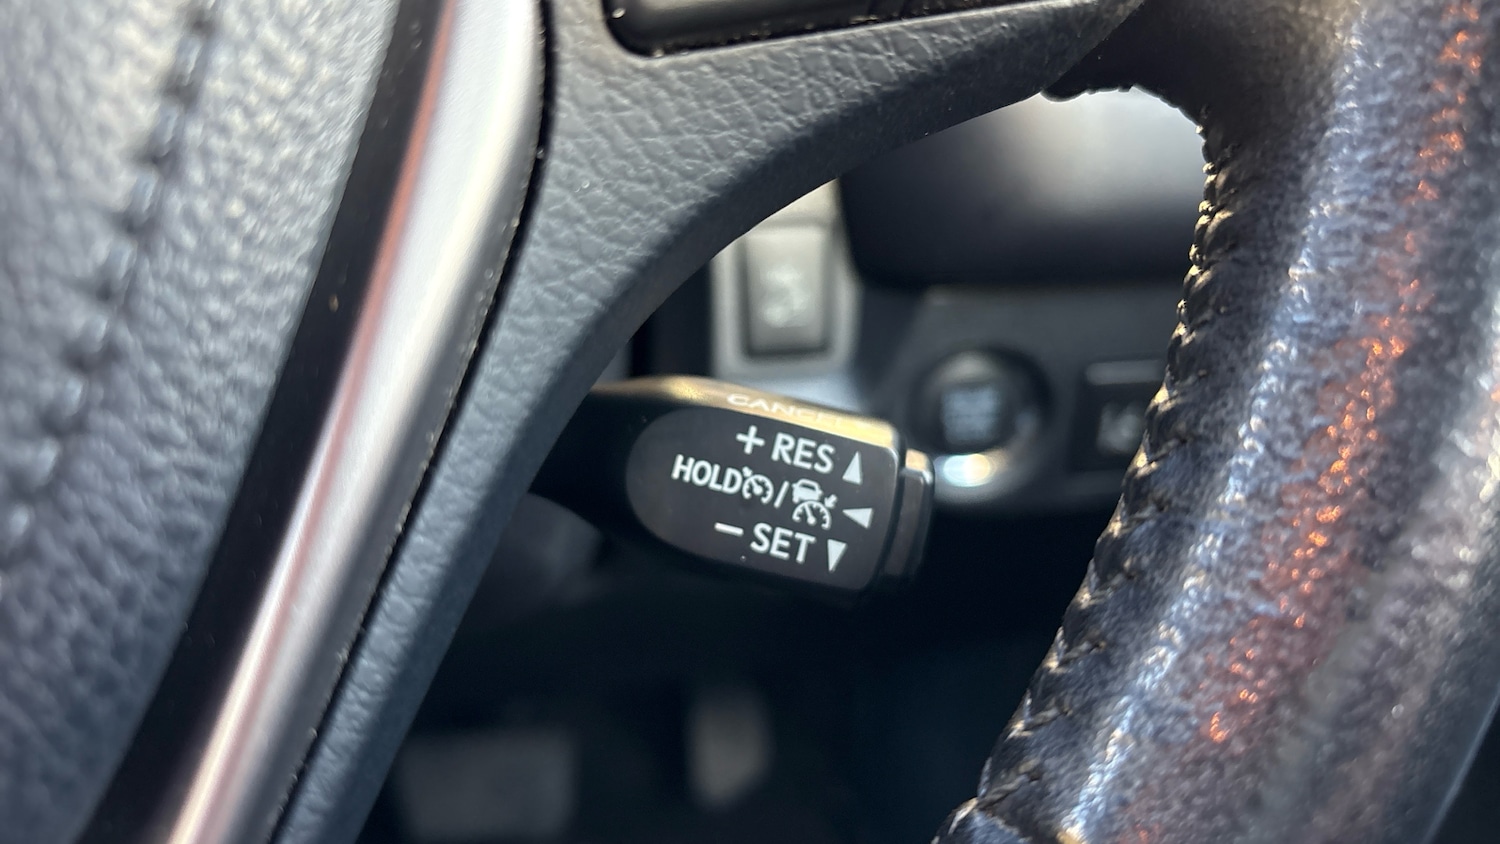 CANCEL
+ RES ▲
HOLD / ◀
− SET ▼